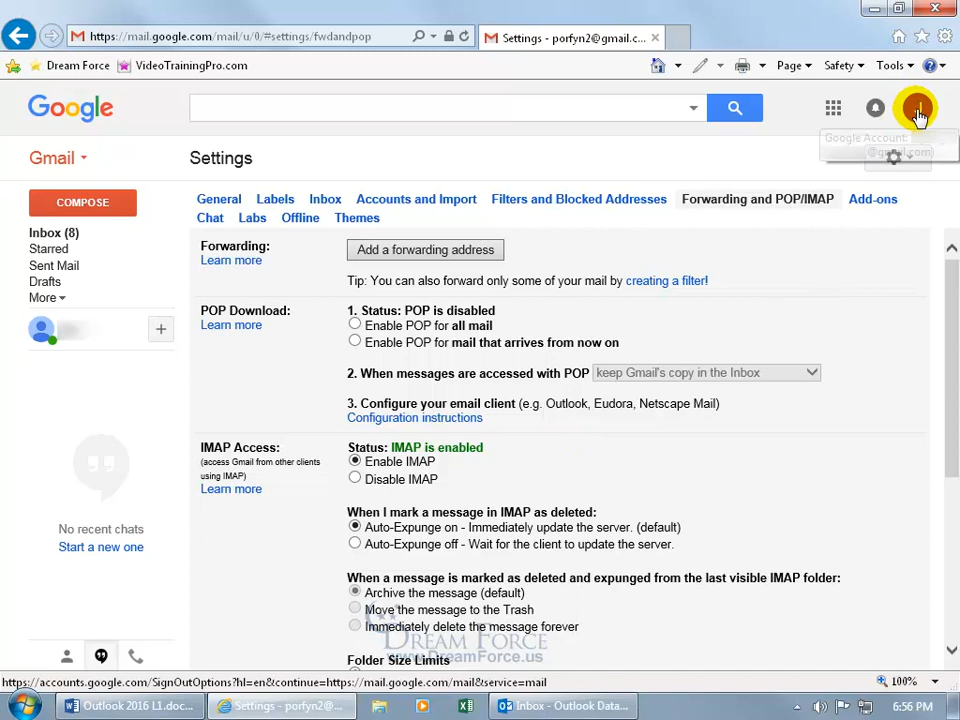 https://mail.google.com/mail/u/0/#settings/fwdandpop
Settings - porfyn2@gmail.c...
Dream Force
VideoTrainingPro.com
Page
Safety
Tools
Google
Google Account:
@gmail.com)
Gmail
Settings
COMPOSE
Inbox (8)
Starred
Sent Mail
Drafts
More
General
Labels
Inbox
Accounts and Import
Filters and Blocked Addresses
Forwarding and POP/IMAP
Add-ons
Chat
Labs
Offline
Themes
Forwarding:
Learn more
Add a forwarding address
Tip: You can also forward only some of your mail by creating a filter!
POP Download:
Learn more
1. Status: POP is disabled
Enable POP for all mail
Enable POP for mail that arrives from now on
2. When messages are accessed with POP
keep Gmail's copy in the Inbox
3. Configure your email client (e.g. Outlook, Eudora, Netscape Mail)
Configuration instructions
IMAP Access:
(access Gmail from other clients
using IMAP)
Learn more
Status: IMAP is enabled
Enable IMAP
Disable IMAP
When I mark a message in IMAP as deleted:
Auto-Expunge on - Immediately update the server. (default)
Auto-Expunge off - Wait for the client to update the server.
When a message is marked as deleted and expunged from the last visible IMAP folder:
Archive the message (default)
Move the message to the Trash
Immediately delete the message forever
Folder Size Limits
No recent chats
Start a new one
DREAM FORCE
www.DreamForce.us
https://accounts.google.com/SignOutOptions?hl=en&continue=https://mail.google.com/mail&service=mail
100%
Outlook 2016 L1.doc...
Settings - porfyn2@...
Inbox - Outlook Data...
6:56 PM